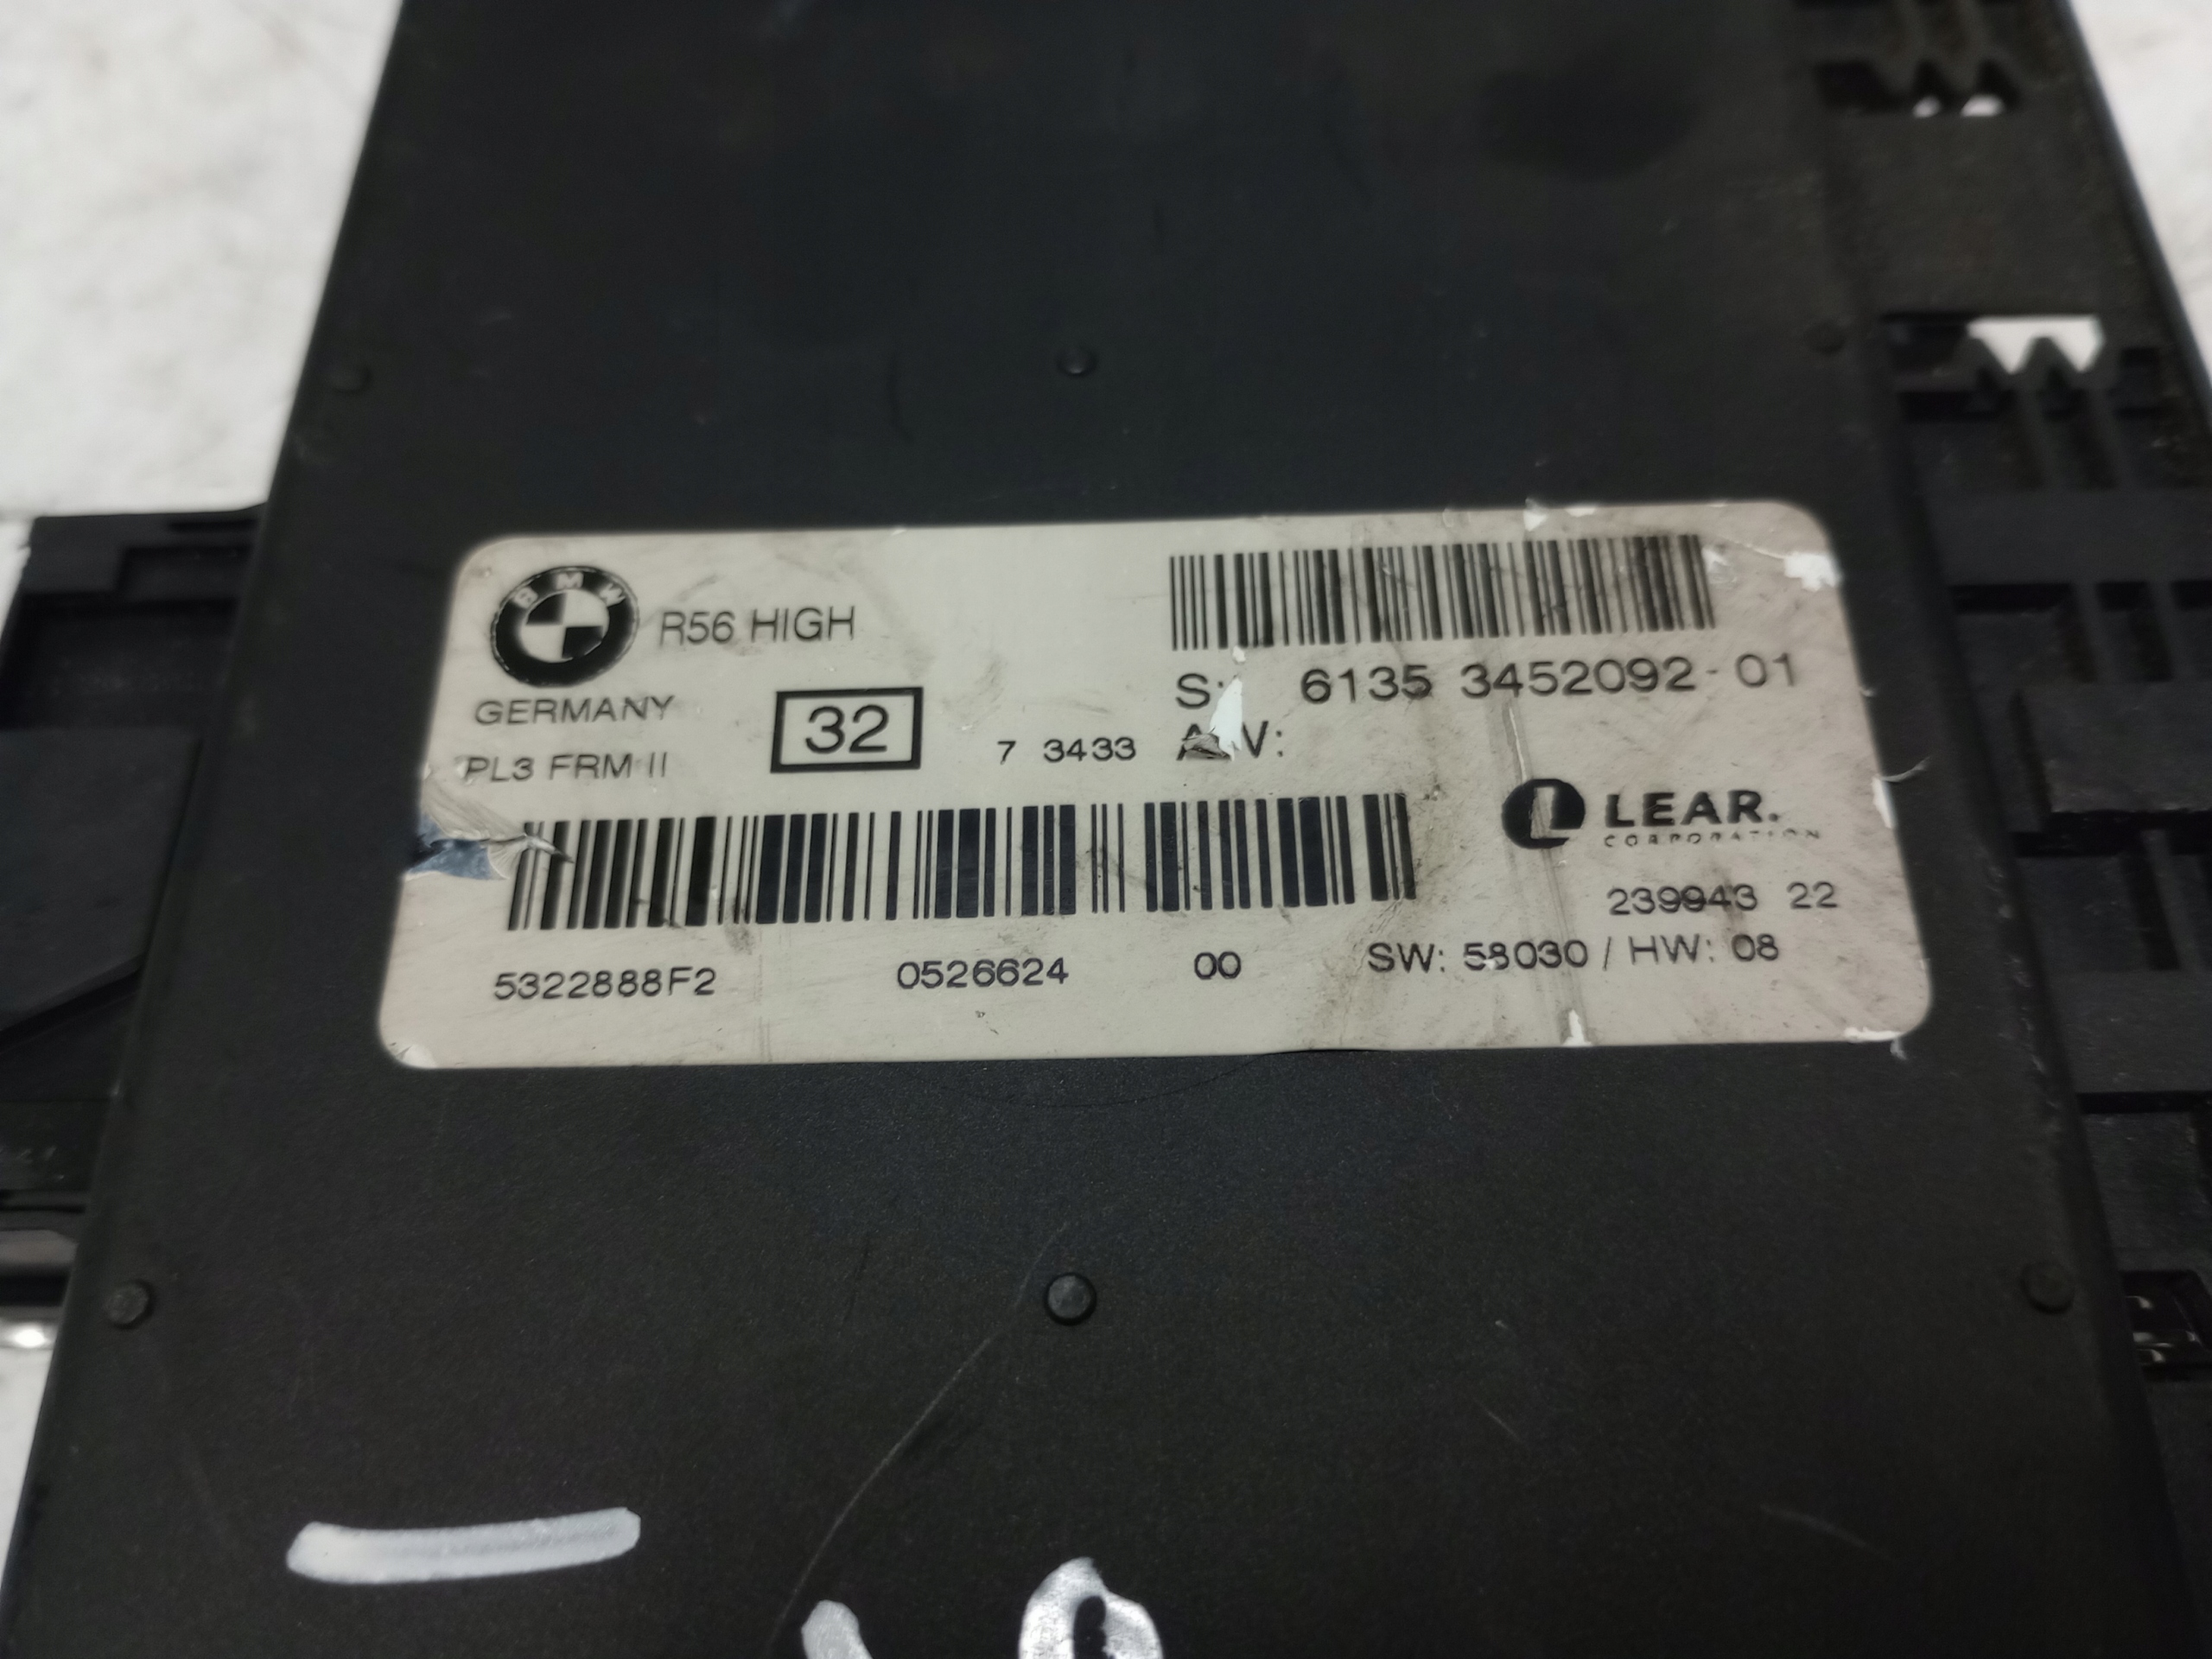 BMW
R56 HIGH
S: 6135 3452092-01
GERMANY
32
7 3433
PL3 FRM II
LEAR.
CORPORATION
239943 22
5322888F2 0526624 00 SW: 58030 / HW: 08